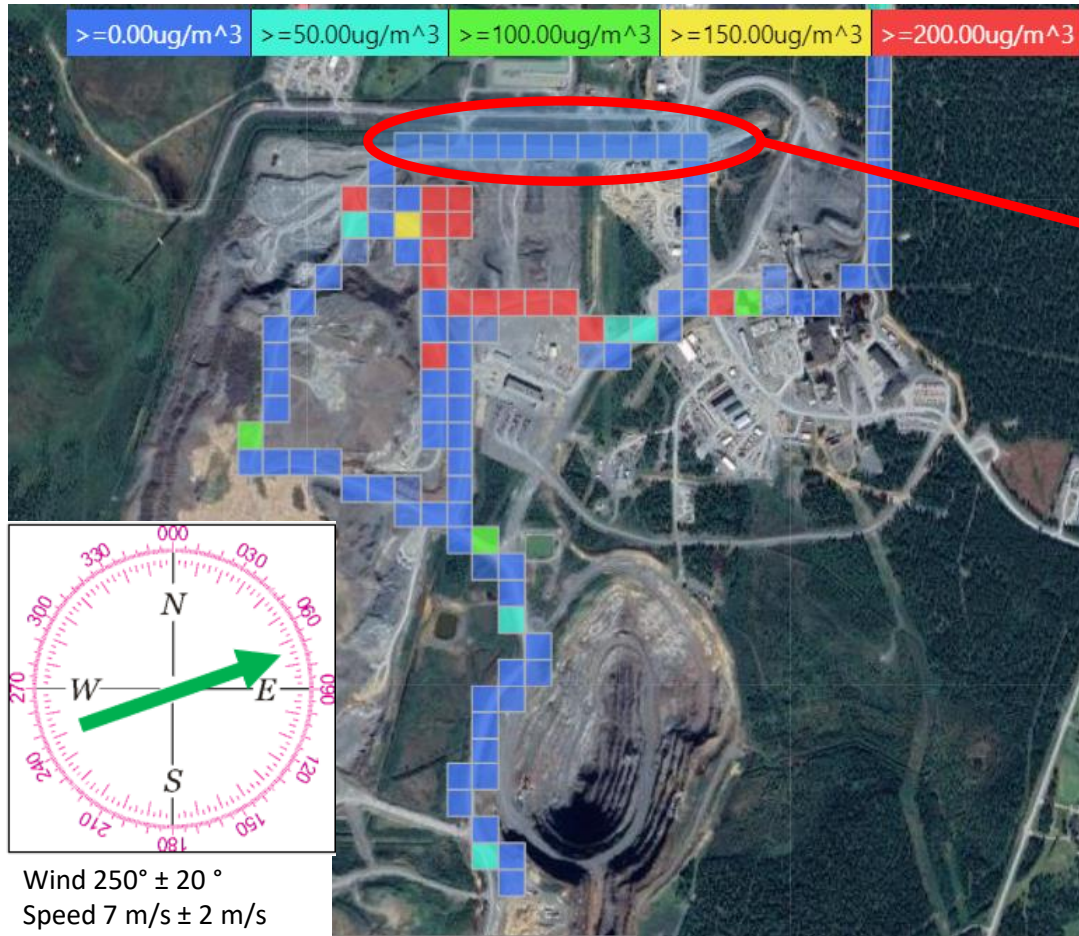 >=0.00ug/m^3 >=50.00ug/m^3 >=100.00ug/m^3 >=150.00ug/m^3 >=200.00ug/m^3
000
330 030
N
300 060
270 W E 090
240 120
S
210 150
180
Wind 250° ± 20 °
Speed 7 m/s ± 2 m/s